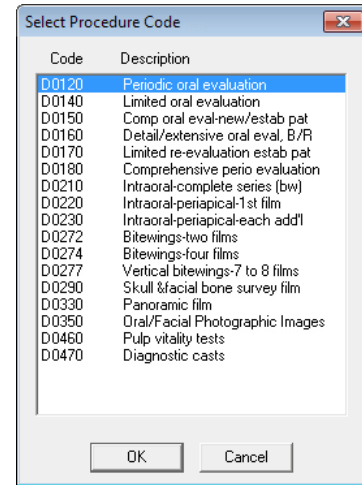 Select Procedure Code
Code Description
D0120 Periodic oral evaluation
D0140 Limited oral evaluation
D0150 Comp oral eval-new/estab pat
D0160 Detail/extensive oral eval, B/R
D0170 Limited re-evaluation estab pat
D0180 Comprehensive perio evaluation
D0210 Intraoral-complete series (bw)
D0220 Intraoral-periapical-1st film
D0230 Intraoral-periapical-each add'l
D0272 Bitewings-two films
D0274 Bitewings-four films
D0277 Vertical bitewings-7 to 8 films
D0290 Skull &facial bone survey film
D0330 Panoramic film
D0350 Oral/Facial Photographic Images
D0460 Pulp vitality tests
D0470 Diagnostic casts
OK Cancel